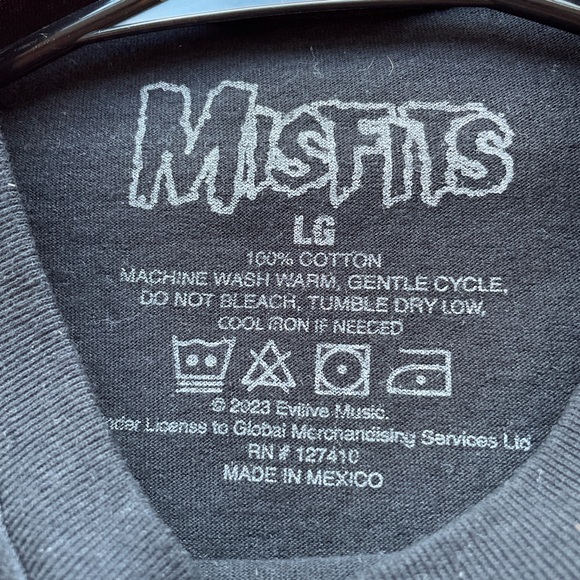 MISFITS
LG
100% COTTON
MACHINE WASH WARM, GENTLE CYCLE,
DO NOT BLEACH, TUMBLE DRY LOW,
COOL IRON IF NEEDED
© 2023 Evilive Music.
License to Global Merchandising Services Ltd
RN # 127410
MADE IN MEXICO